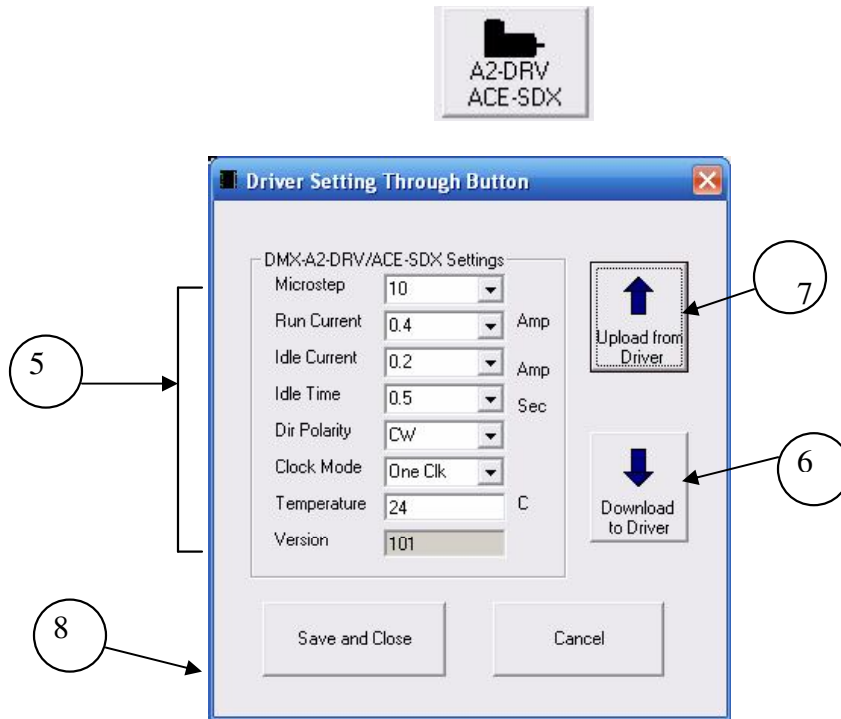 A2-DRV
ACE-SDX
Driver Setting Through Button
DMX-A2-DRV/ACE-SDX Settings
Microstep 10
Run Current 0.4 Amp
Idle Current 0.2 Amp
Idle Time 0.5 Sec
Dir Polarity CW
Clock Mode One Clk
Temperature 24 C
Version 101
Upload from
Driver
Download
to Driver
Save and Close Cancel
5
7
6
8